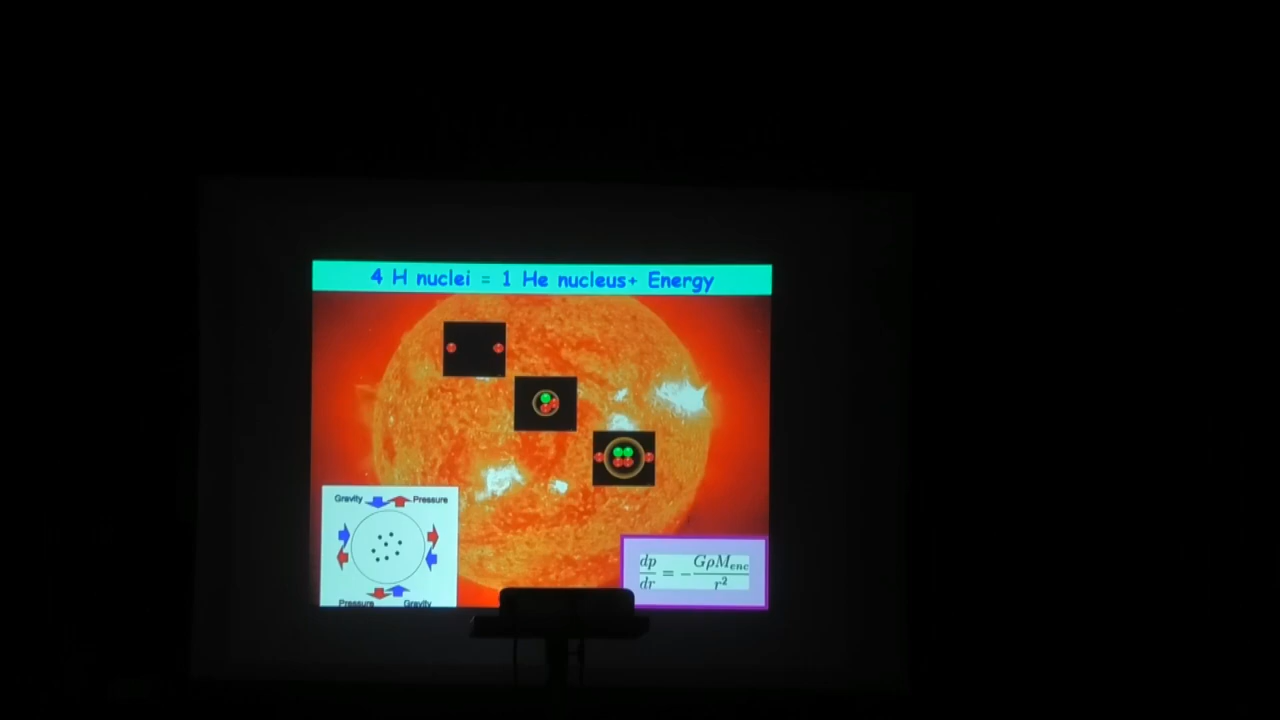 4 H nuclei = 1 He nucleus+ Energy
Gravity Pressure
Pressure Gravity
dp/dr = - GρM_enc/r²